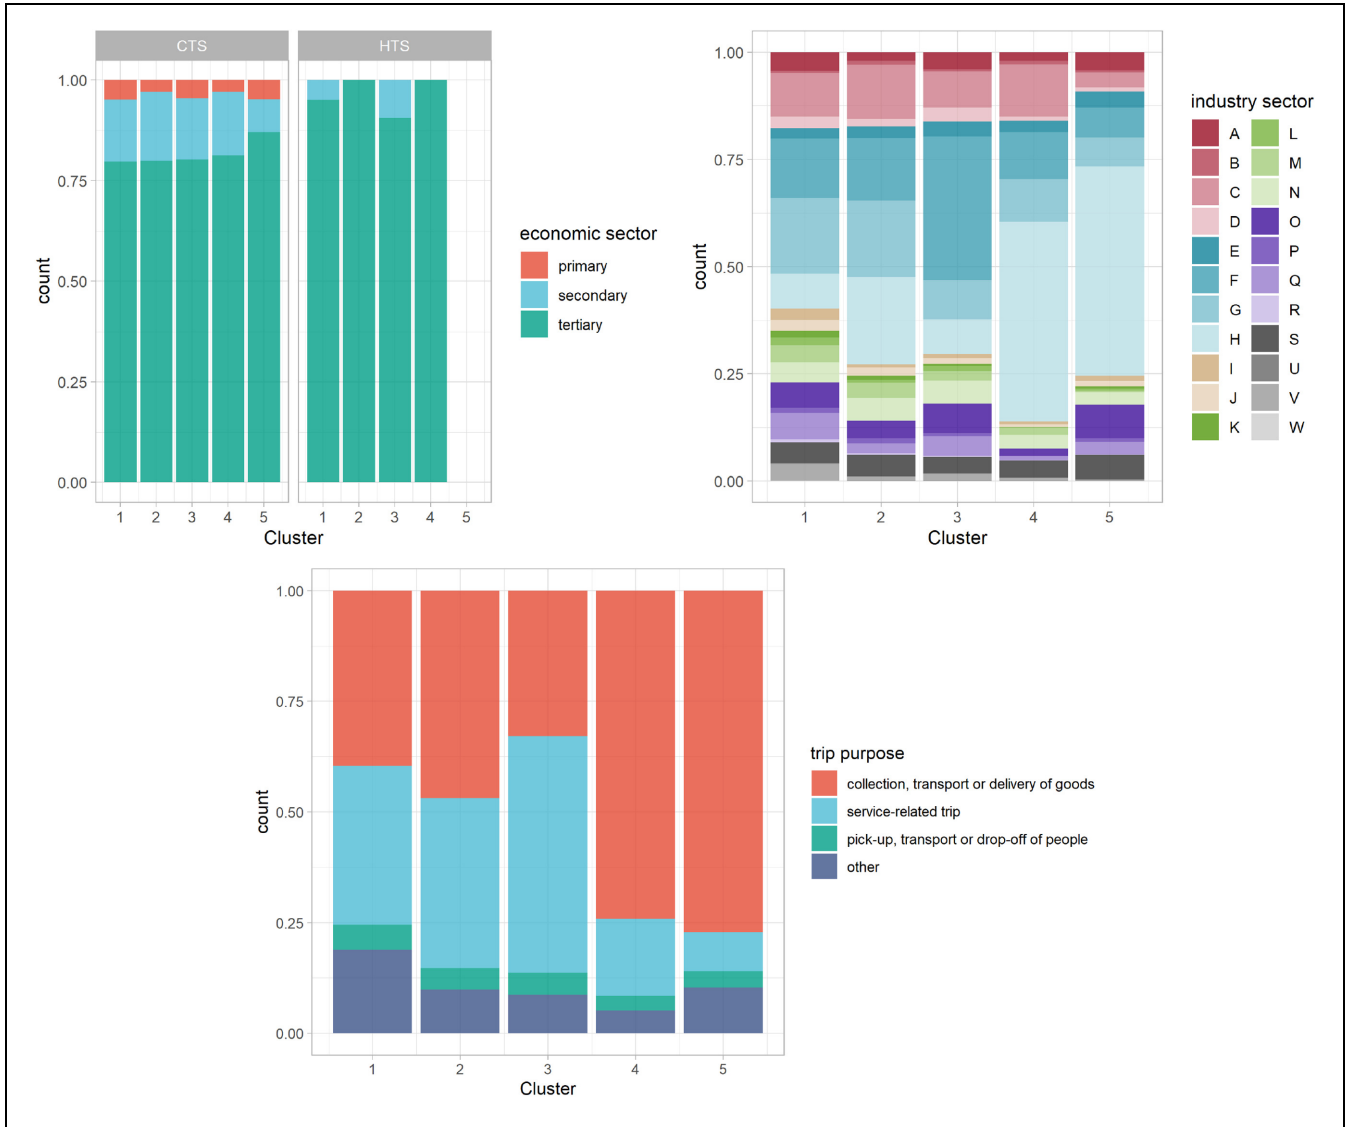 CTS
HTS
1.00
0.75
0.50
0.25
0.00
count
1 2 3 4 5
1 2 3 4 5
Cluster
economic sector
primary
secondary
tertiary
1.00
0.75
0.50
0.25
0.00
count
1 2 3 4 5
Cluster
industry sector
A L
B M
C N
D O
E P
F Q
G R
H S
I U
J V
K W
1.00
0.75
0.50
0.25
0.00
count
1 2 3 4 5
Cluster
trip purpose
collection, transport or delivery of goods
service-related trip
pick-up, transport or drop-off of people
other